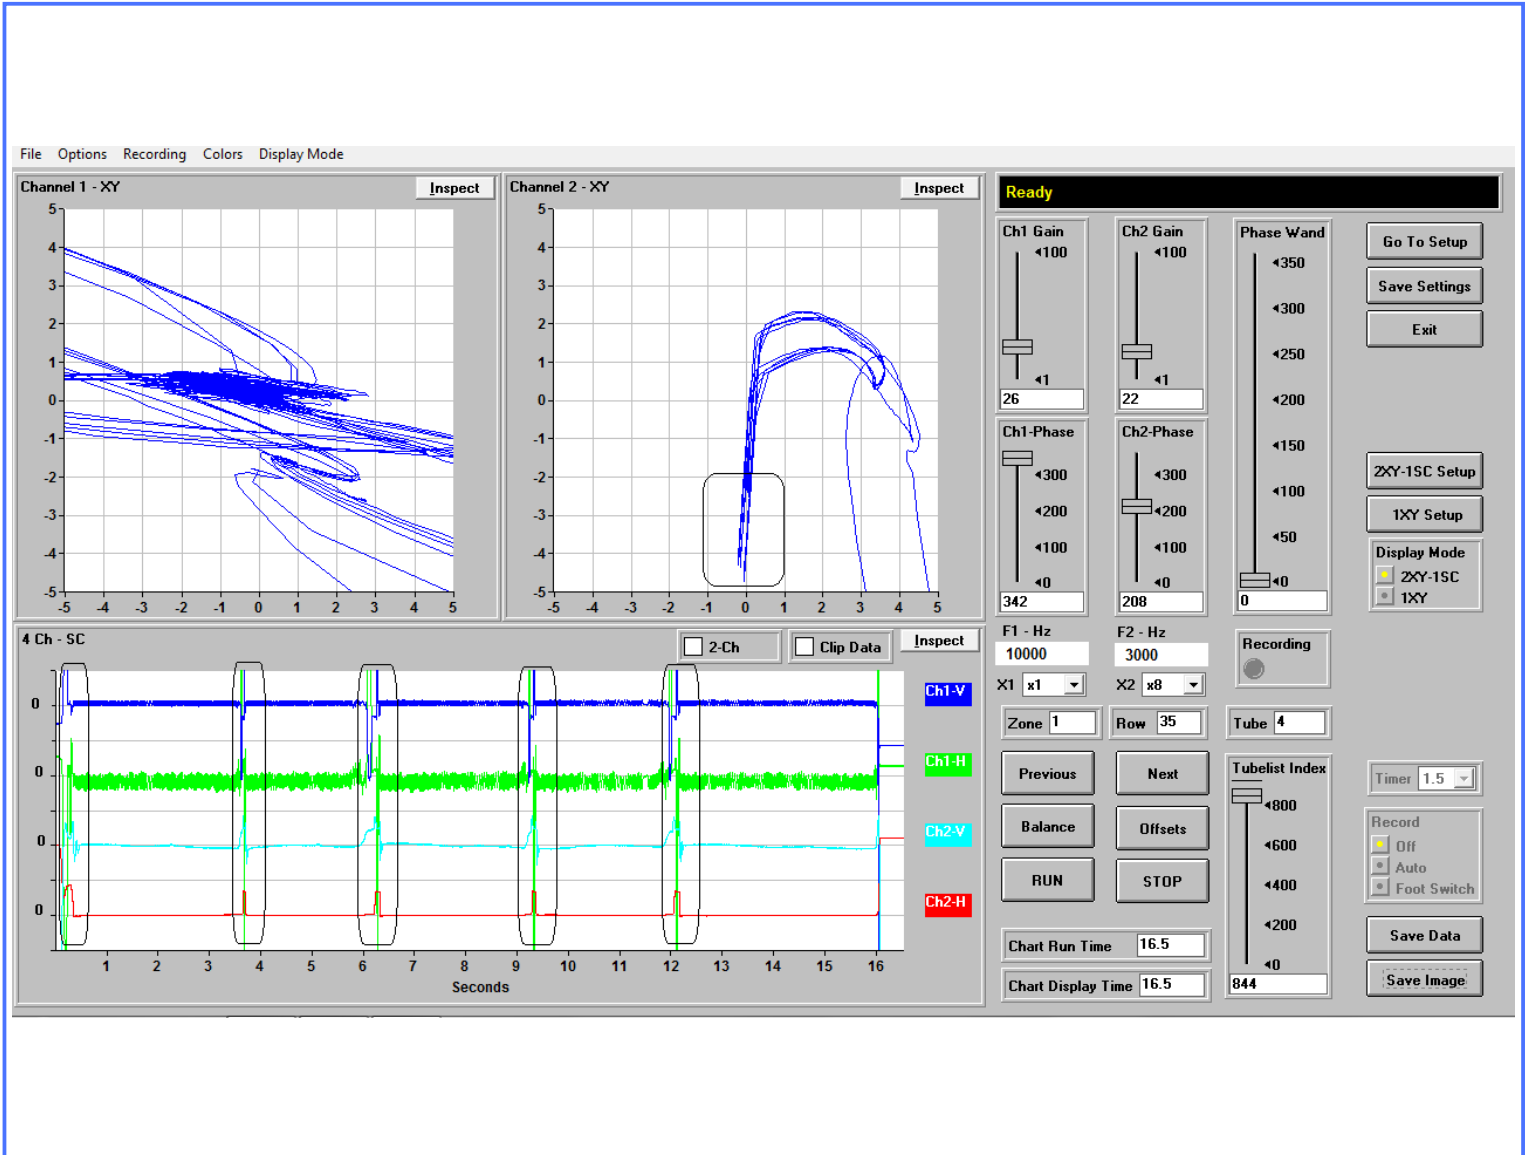 File Options Recording Colors Display Mode
Channel 1 - XY
Inspect
5
4
3
2
1
0
-1
-2
-3
-4
-5
-5 -4 -3 -2 -1 0 1 2 3 4 5
Channel 2 - XY
Inspect
5
4
3
2
1
0
-1
-2
-3
-4
-5
-5 -4 -3 -2 -1 0 1 2 3 4 5
4 Ch - SC
2-Ch
Clip Data
Inspect
0
0
0
0
Ch1-V
Ch1-H
Ch2-V
Ch2-H
1 2 3 4 5 6 7 8 9 10 11 12 13 14 15 16
Seconds
Ready
Ch1 Gain
100
1
26
Ch2 Gain
100
1
22
Phase Wand
350
300
250
200
150
100
50
0
0
Ch1-Phase
300
200
100
0
342
Ch2-Phase
300
200
100
0
208
F1 - Hz
10000
F2 - Hz
3000
X1 x1
X2 x8
Recording
Zone 1
Row 35
Tube 4
Previous
Next
Balance
Offsets
RUN
STOP
Chart Run Time 16.5
Chart Display Time 16.5
Tubelist Index
800
600
400
200
0
844
Go To Setup
Save Settings
Exit
2XY-1SC Setup
1XY Setup
Display Mode
2XY-1SC
1XY
Timer 1.5
Record
Off
Auto
Foot Switch
Save Data
Save Image